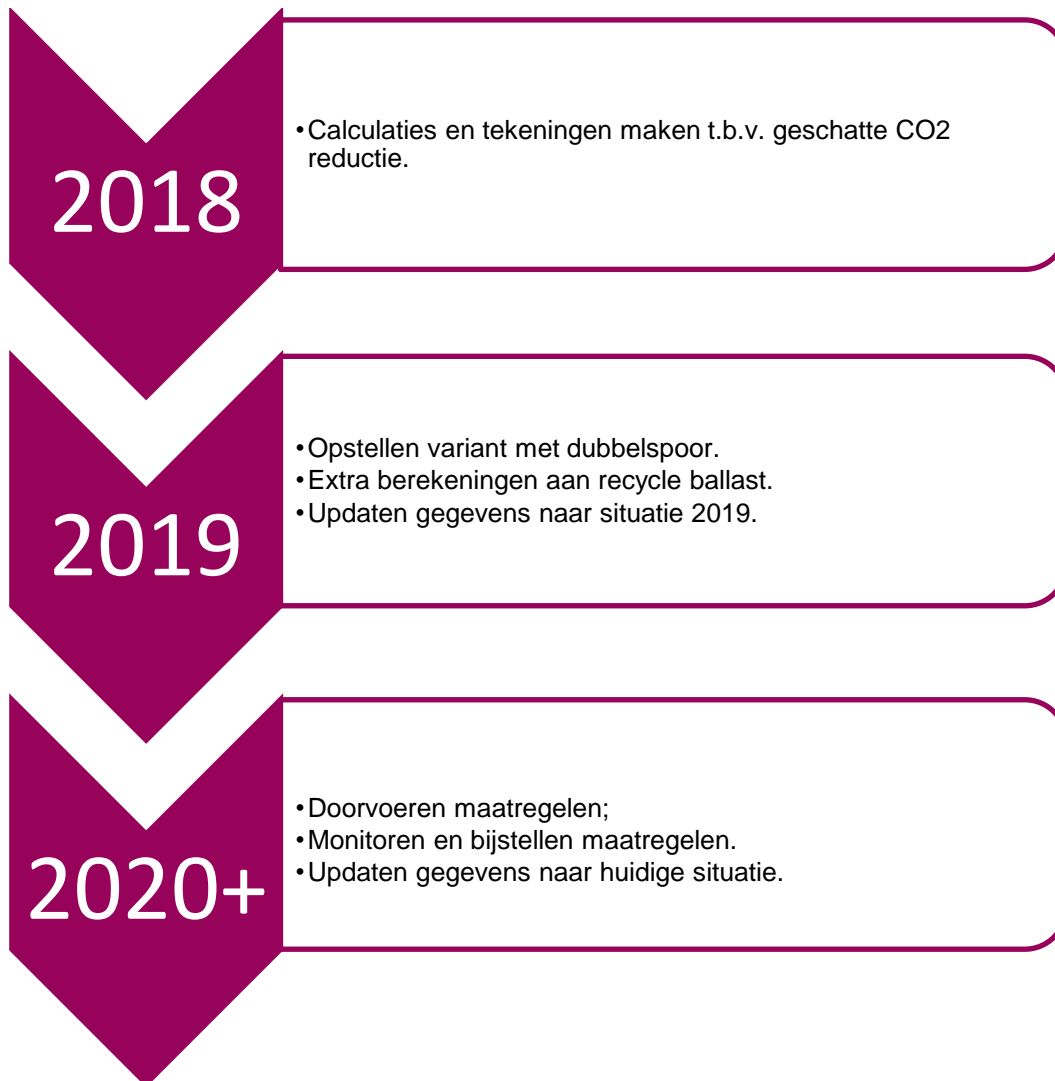 2018
•Calculaties en tekeningen maken t.b.v. geschatte CO2
reductie.
2019
•Opstellen variant met dubbelspoor.
•Extra berekeningen aan recycle ballast.
•Updaten gegevens naar situatie 2019.
2020+
•Doorvoeren maatregelen;
•Monitoren en bijstellen maatregelen.
•Updaten gegevens naar huidige situatie.